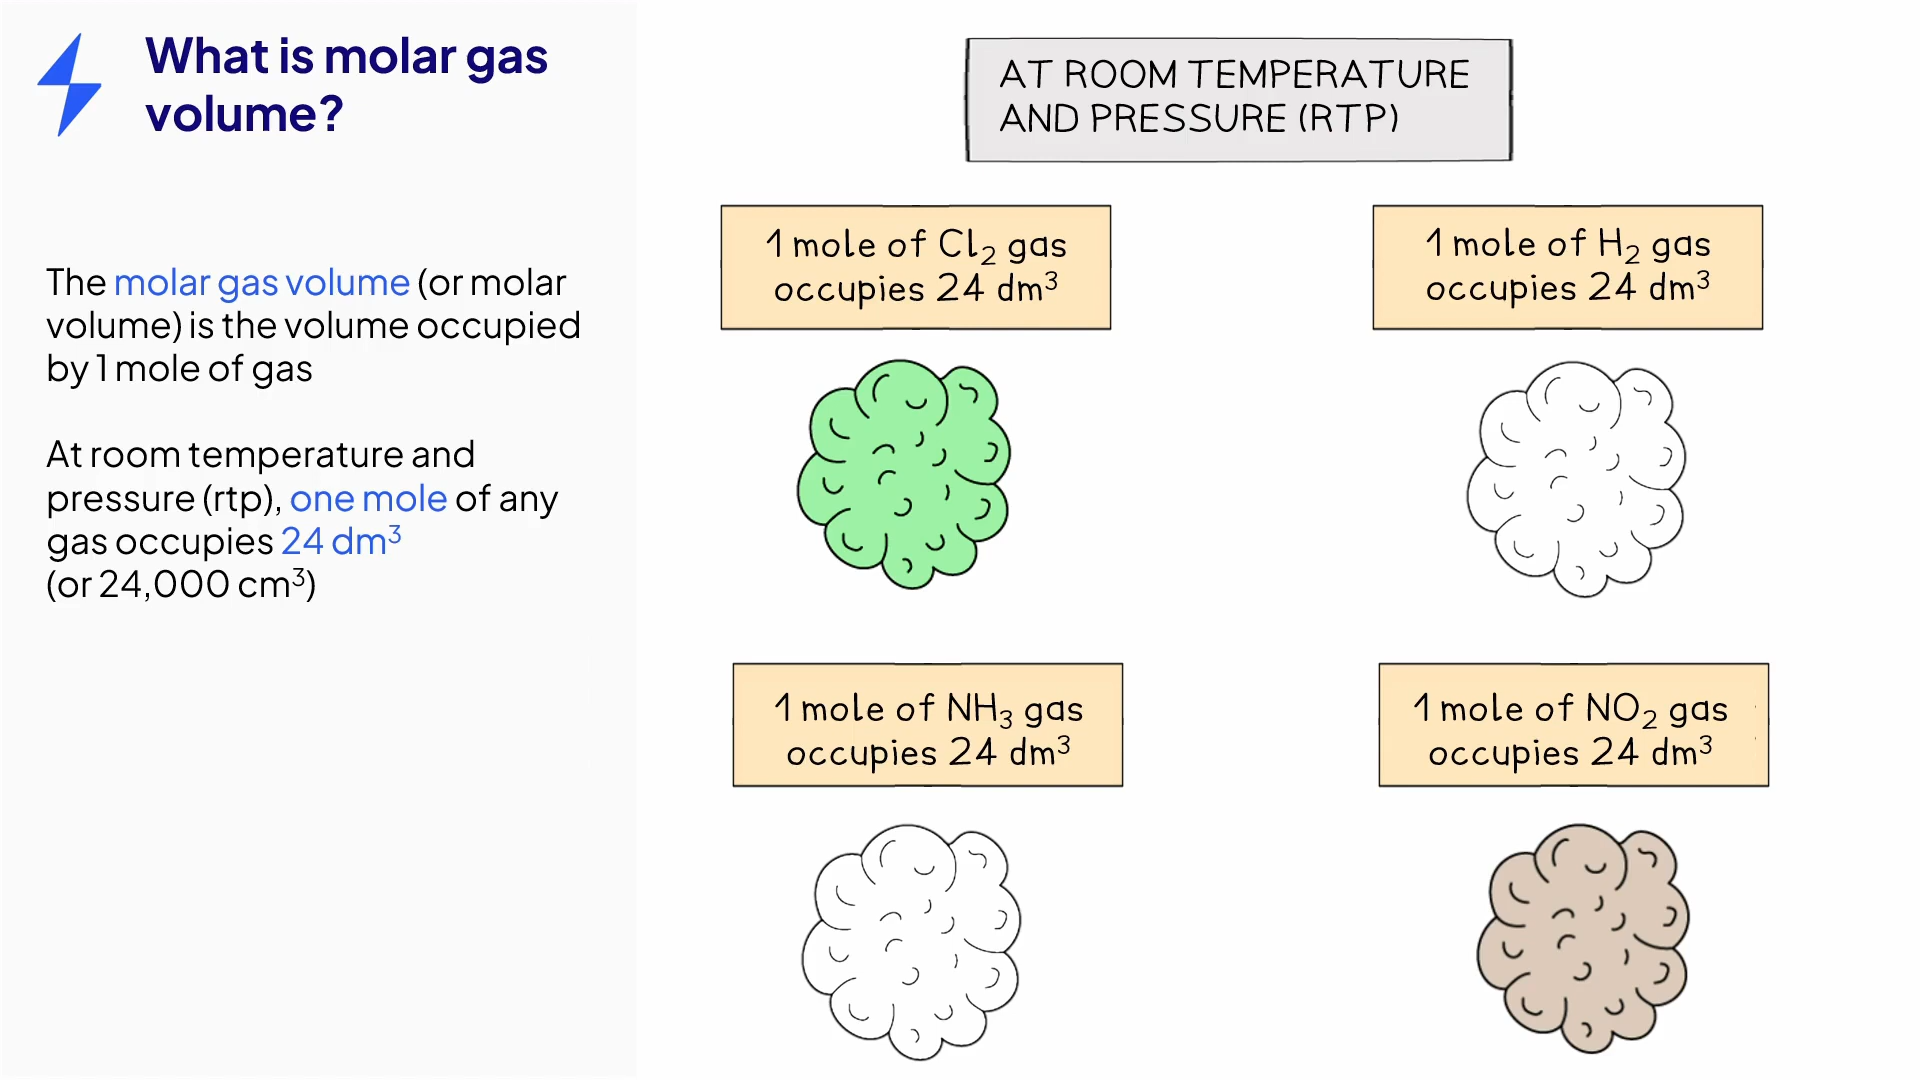 What is molar gas
volume?
The molar gas volume (or molar
volume) is the volume occupied
by 1 mole of gas
At room temperature and
pressure (rtp), one mole of any
gas occupies 24 dm³
(or 24,000 cm³)
AT ROOM TEMPERATURE
AND PRESSURE (RTP)
1 mole of Cl₂ gas
occupies 24 dm³
1 mole of H₂ gas
occupies 24 dm³
1 mole of NH₃ gas
occupies 24 dm³
1 mole of NO₂ gas
occupies 24 dm³